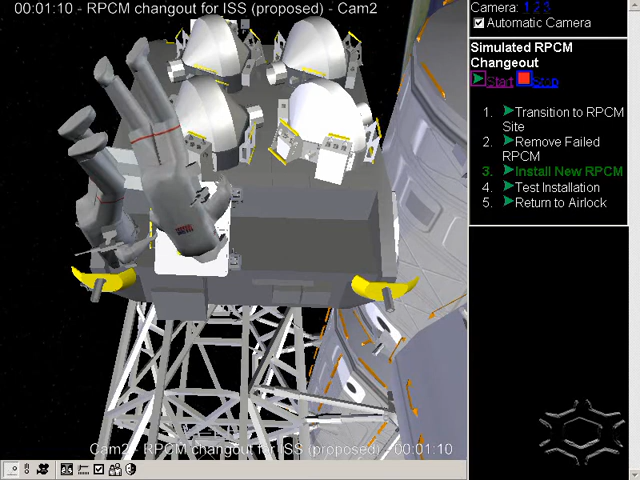 00:01:10 - RPCM changout for ISS (proposed) - Cam2
Camera: 1 2 3
Automatic Camera
Simulated RPCM
Changeout
Start Stop
1. Transition to RPCM
Site
2. Remove Failed
RPCM
3. Install New RPCM
4. Test Installation
5. Return to Airlock
Cam2 - RPCM changout for ISS (proposed) - 00:01:10